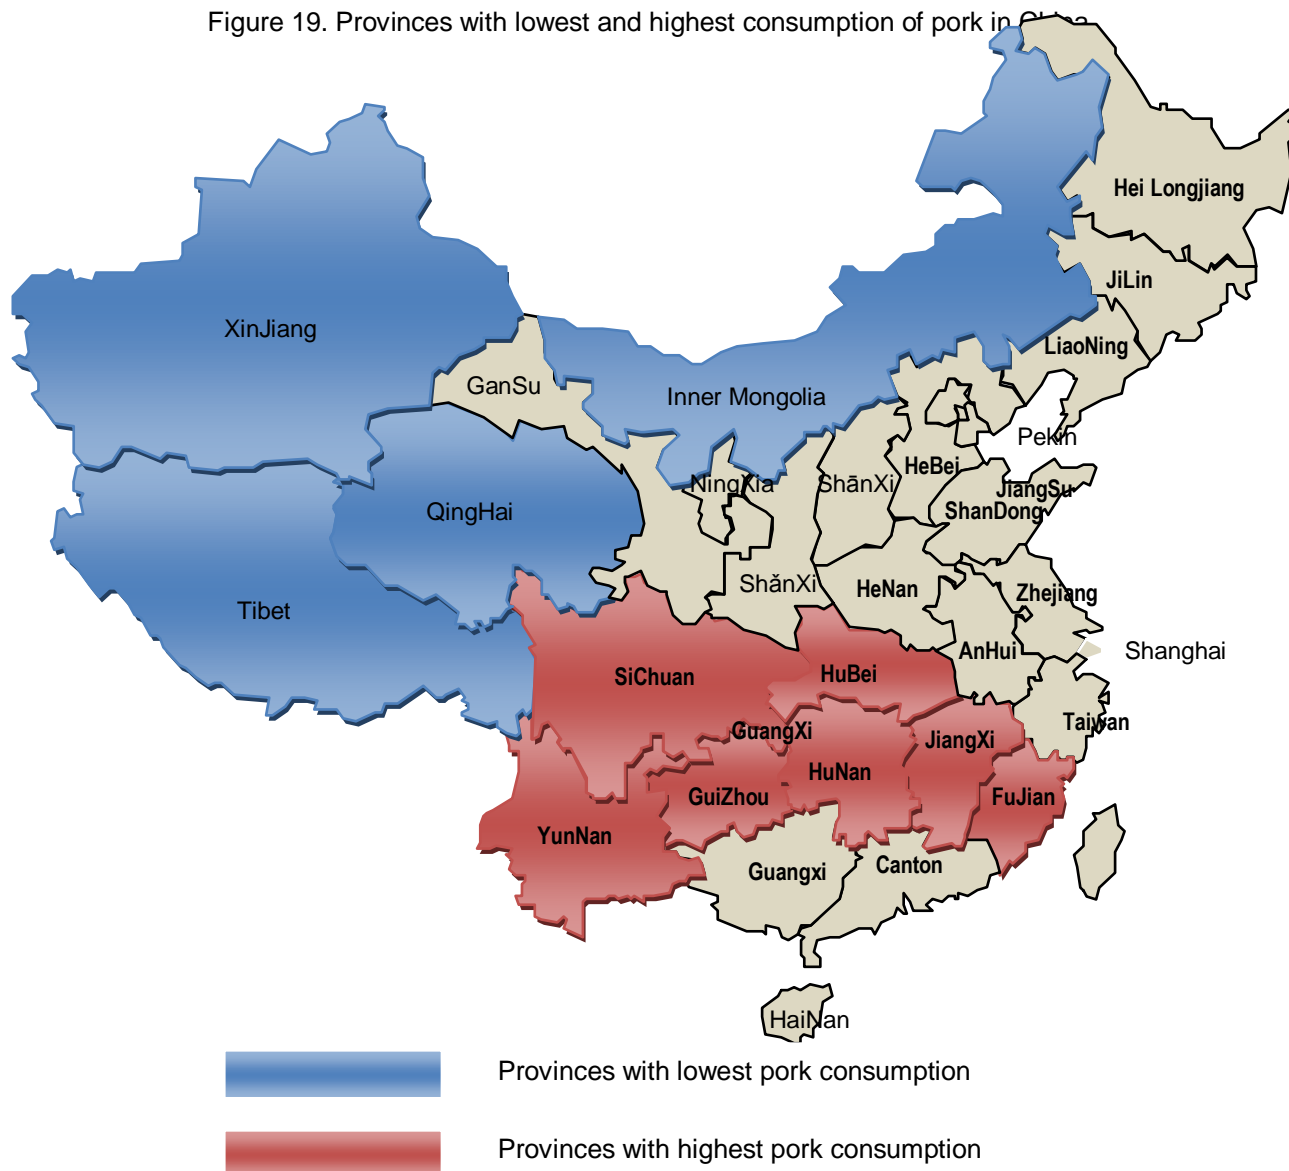 Figure 19. Provinces with lowest and highest consumption of pork in China
Hei Longjiang
JiLin
XinJiang
LiaoNing
GanSu
Inner Mongolia
Pekin
HeBei
NingXia
ShānXi
JiangSu
ShanDong
QingHai
ShǎnXi
HeNan
Zhejiang
Tibet
AnHui
Shanghai
SiChuan
HuBei
Taiwan
GuangXi
JiangXi
HuNan
GuiZhou
FuJian
YunNan
Guangxi
Canton
HaiNan
Provinces with lowest pork consumption
Provinces with highest pork consumption